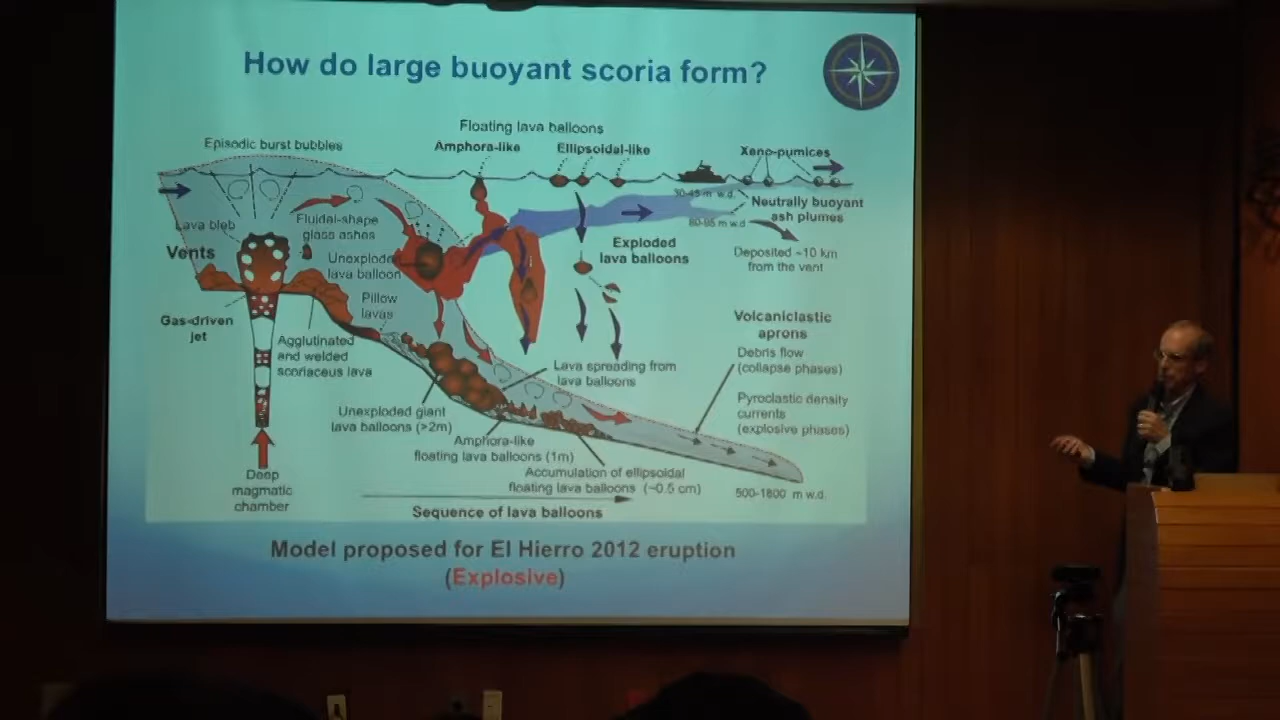 How do large buoyant scoria form?
Floating lava balloons
Episodic burst bubbles
Amphora-like
Ellipsoidal-like
Xeno-pumices
30-45 m w.d.
Neutrally buoyant
ash plumes
80-95 m w.d
Lava bleb
Fluidal-shape
glass ashes
Vents
Unexploded
lava balloon
Exploded
lava balloons
Deposited ~10 km
from the vent
Pillow
lavas
Gas-driven
jet
Agglutinated
and welded
scoriaceus lava
Volcaniclastic
aprons
Debris flow
(collapse phases)
Lava spreading from
lava balloons
Pyroclastic density
currents
(explosive phases)
Unexploded giant
lava balloons (>2m)
Amphora-like
floating lava balloons (1m)
Accumulation of ellipsoidal
floating lava balloons (~0.5 cm)
Deep
magmatic
chamber
500-1800 m w.d.
Sequence of lava balloons
Model proposed for El Hierro 2012 eruption
(Explosive)